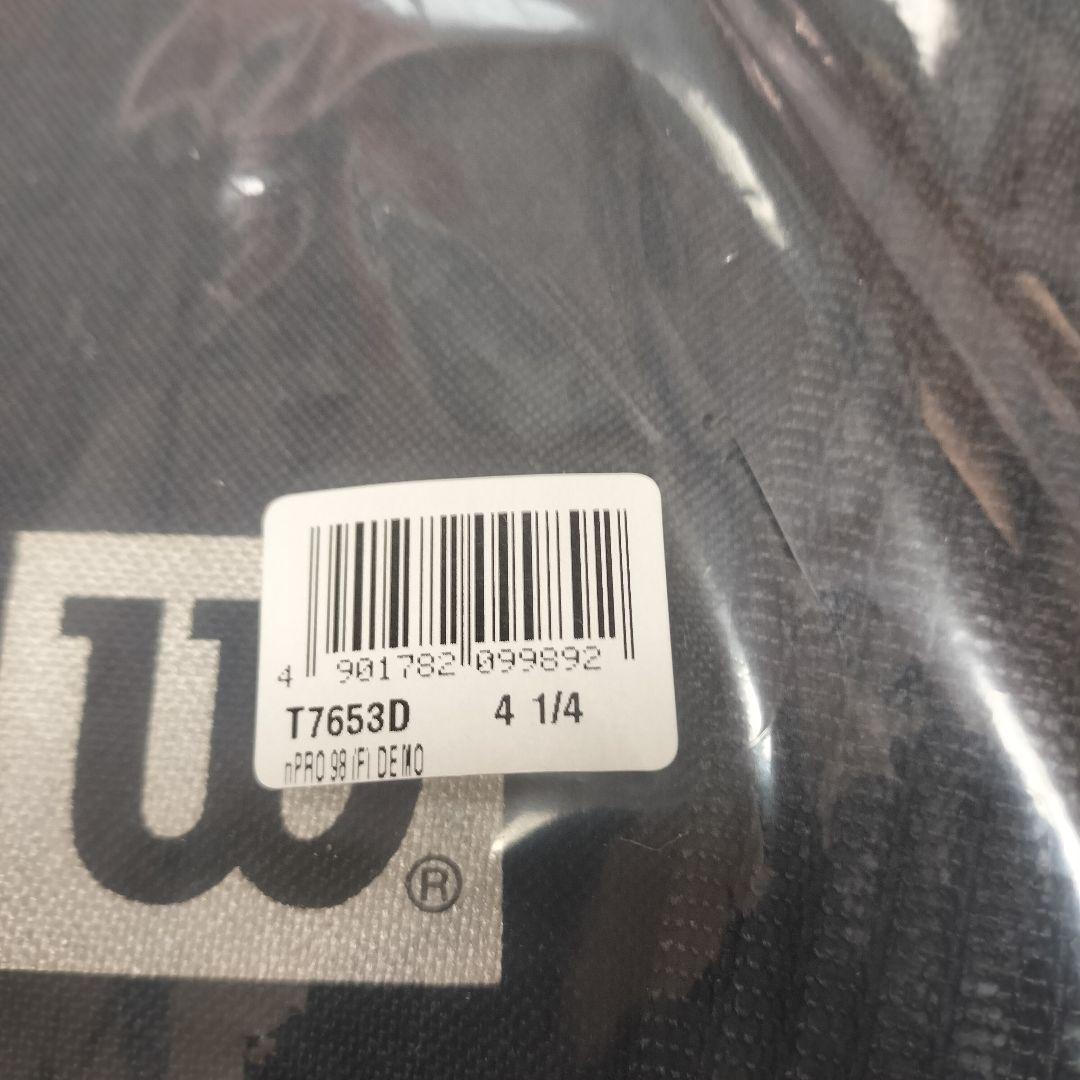 W
®
4 901782 099892
T7653D 4 1/4
nPRO 98 (F) DEMO